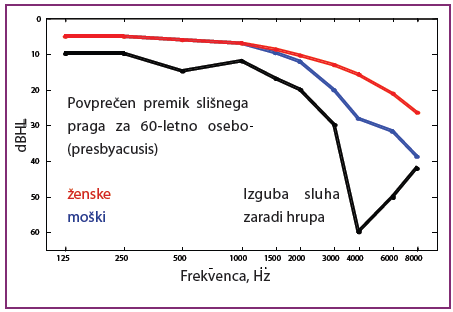 0
10
20
30
40
50
60
dBHL
Povprečen premik slišnega
praga za 60-letno osebo-
(presbyacusis)
ženske
moški
Izguba sluha
zaradi hrupa
125 250 500 1000 1500 2000 3000 4000 6000 8000
Frekvenca, Hz